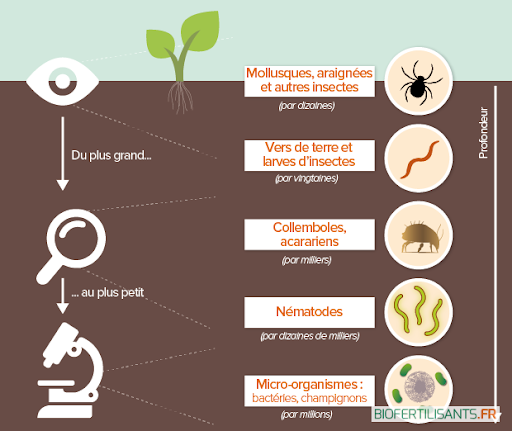 Mollusques, araignées
et autres insectes
(par dizaines)
Profondeur
Du plus grand...
Vers de terre et
larves d'insectes
(par vingtaines)
Collemboles,
acarariens
(par milliers)
... au plus petit
Nématodes
(par dizaines de milliers)
Micro-organismes :
bactéries, champignons
(par millions)
BIOFERTILISANTS.FR